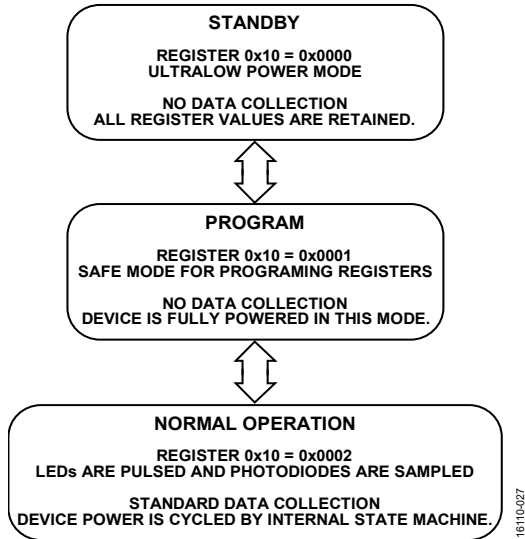 STANDBY
REGISTER 0x10 = 0x0000
ULTRALOW POWER MODE
NO DATA COLLECTION
ALL REGISTER VALUES ARE RETAINED.
PROGRAM
REGISTER 0x10 = 0x0001
SAFE MODE FOR PROGRAMING REGISTERS
NO DATA COLLECTION
DEVICE IS FULLY POWERED IN THIS MODE.
NORMAL OPERATION
REGISTER 0x10 = 0x0002
LEDs ARE PULSED AND PHOTODIODES ARE SAMPLED
STANDARD DATA COLLECTION
DEVICE POWER IS CYCLED BY INTERNAL STATE MACHINE.
16110-027